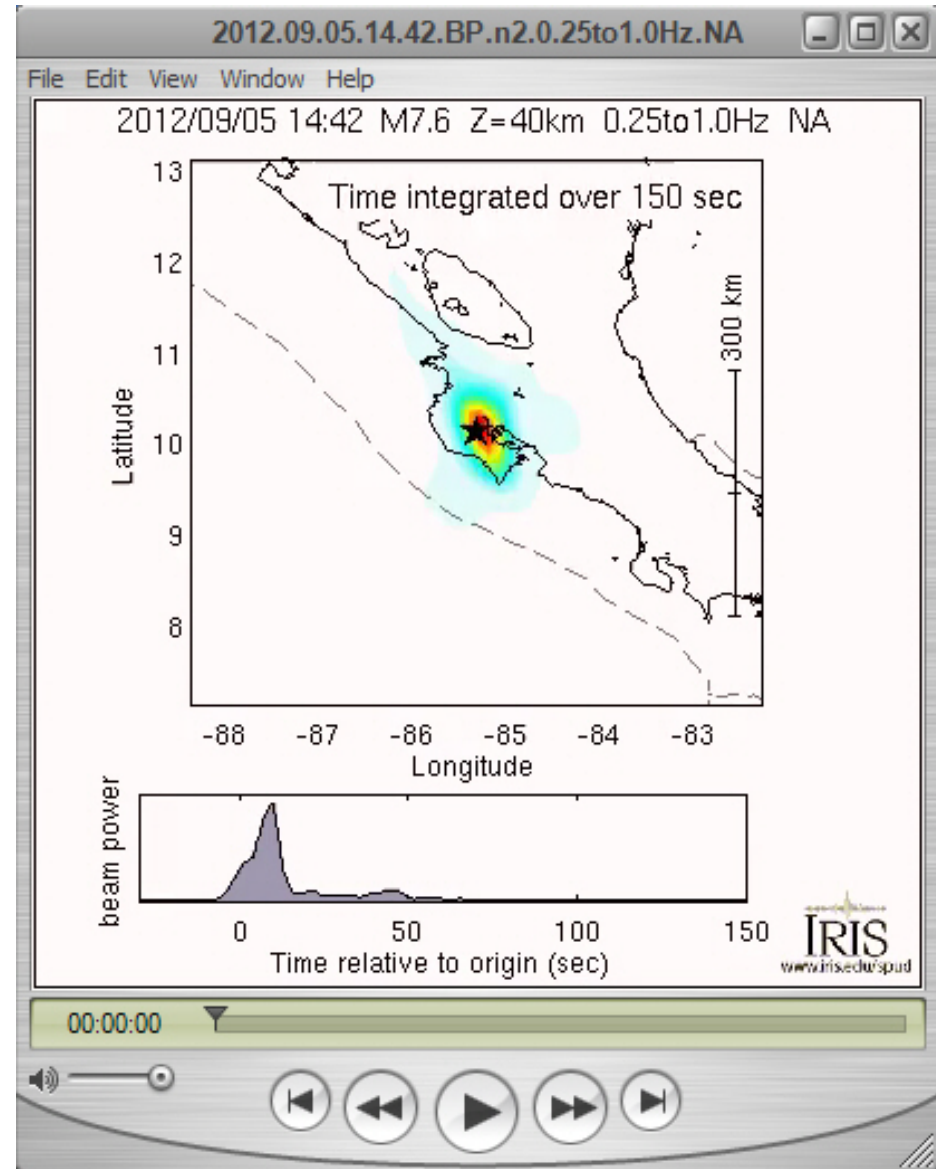 2012.09.05.14.42.BP.n2.0.25to1.0Hz.NA
File Edit View Window Help
2012/09/05 14:42 M7.6 Z=40km 0.25to1.0Hz NA
Time integrated over 150 sec
13
12
11
10
9
8
Latitude
300 km
-88 -87 -86 -85 -84 -83
Longitude
beam power
0 50 100 150
Time relative to origin (sec)
IRIS
www.iris.edu/spud
00:00:00